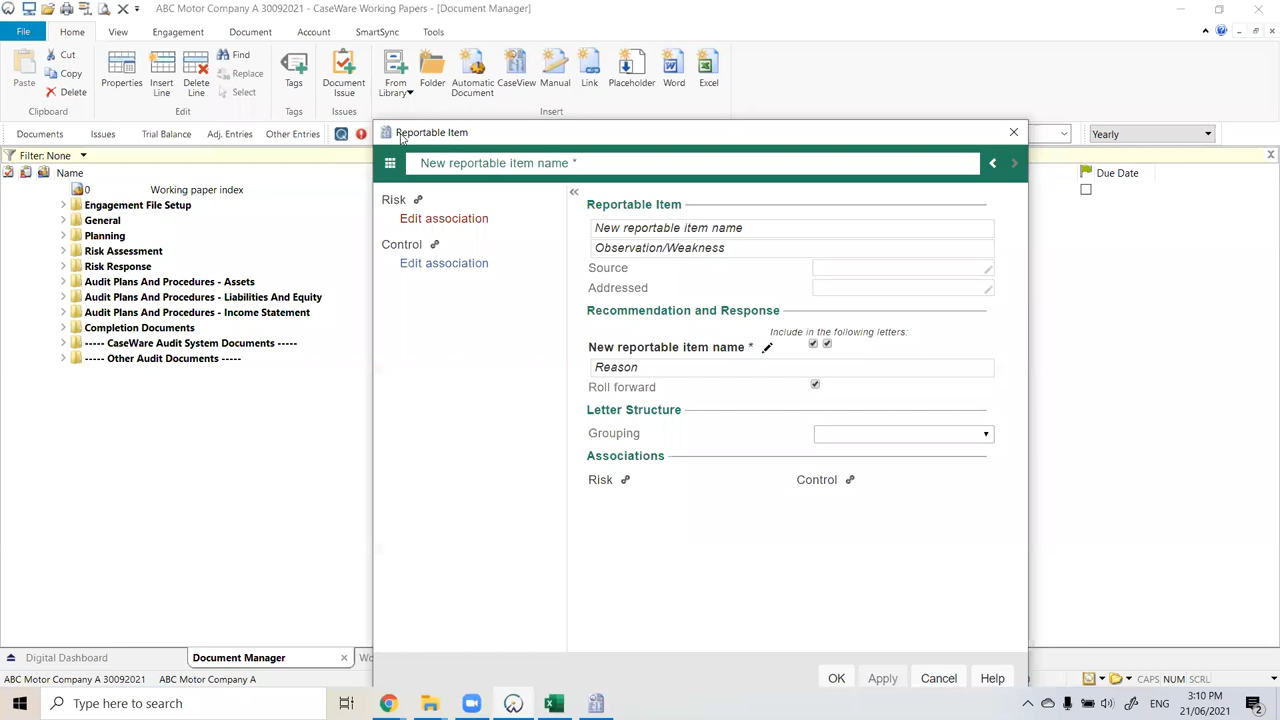 ABC Motor Company A 30092021 - CaseWare Working Papers - [Document Manager]
File Home View Engagement Document Account SmartSync Tools
Paste Cut Copy Delete Properties Insert Line Delete Line Find Replace Select Tags Document Issue From Library Folder Automatic Document CaseView Manual Link Placeholder Word Excel
Clipboard Edit Tags Issues Insert
Documents Issues Trial Balance Adj. Entries Other Entries Yearly
Filter: None
Name Due Date
0 Working paper index
Engagement File Setup
General
Planning
Risk Assessment
Risk Response
Audit Plans And Procedures - Assets
Audit Plans And Procedures - Liabilities And Equity
Audit Plans And Procedures - Income Statement
Completion Documents
----- CaseWare Audit System Documents -----
----- Other Audit Documents -----
Reportable Item
New reportable item name *
Risk
Edit association
Control
Edit association
Reportable Item
New reportable item name
Observation/Weakness
Source
Addressed
Recommendation and Response
Include in the following letters:
New reportable item name *
Reason
Roll forward
Letter Structure
Grouping
Associations
Risk Control
OK Apply Cancel Help
Digital Dashboard Document Manager Wo
ABC Motor Company A 30092021 ABC Motor Company A CAPS NUM SCRL
Type here to search
ENG
3:10 PM
21/06/2021
2